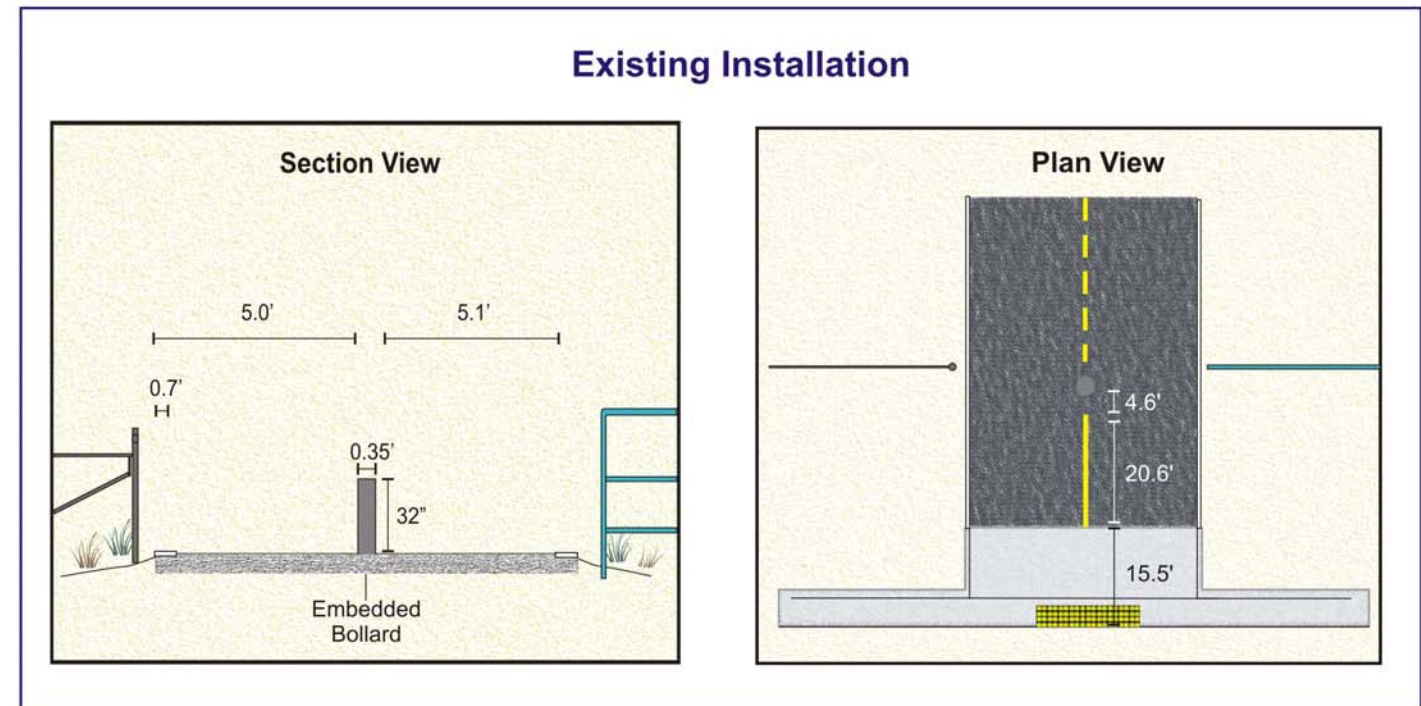 Existing Installation
Section View
5.0’
5.1’
0.7’
0.35’
32”
Embedded
Bollard
Plan View
4.6'
20.6'
15.5'